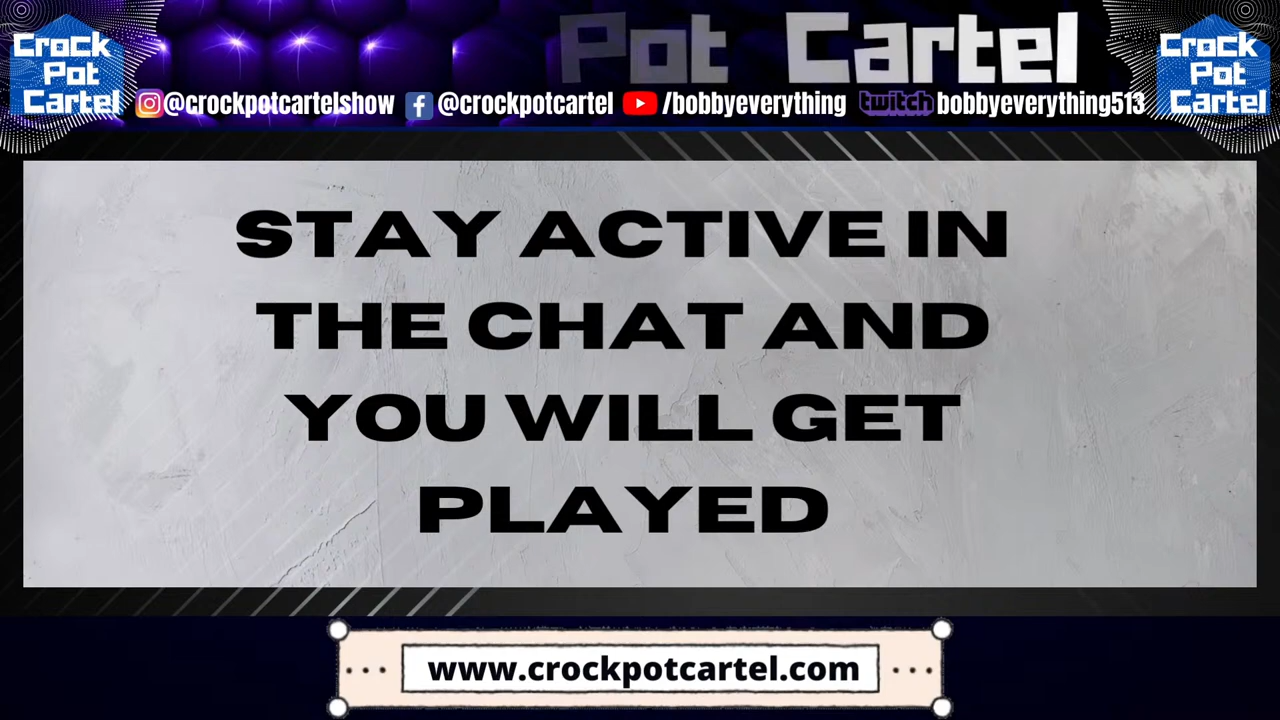 Pot Cartel
Crock
Pot
Cartel
@crockpotcartelshow @crockpotcartel /bobbyeverything twitch bobbyeverything513
Crock
Pot
Cartel
STAY ACTIVE IN
THE CHAT AND
YOU WILL GET
PLAYED
www.crockpotcartel.com